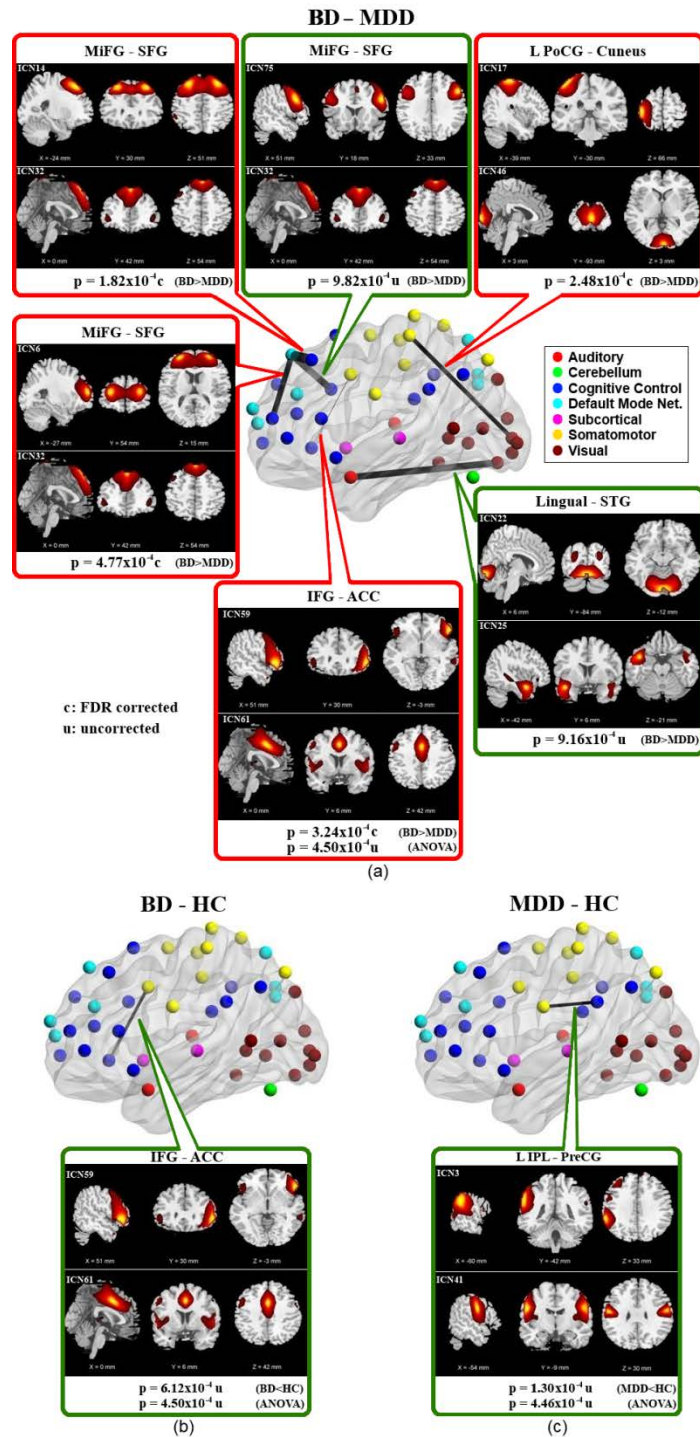 BD – MDD
MiFG - SFG
ICN14
X = -24 mm Y = 30 mm Z = 51 mm
ICN32
X = 0 mm Y = 42 mm Z = 54 mm
p = 1.82x10⁻⁴c (BD>MDD)
MiFG - SFG
ICN75
X = 51 mm Y = 18 mm Z = 33 mm
ICN32
X = 0 mm Y = 42 mm Z = 54 mm
p = 9.82x10⁻⁴u (BD>MDD)
L PoCG - Cuneus
ICN17
X = -39 mm Y = -30 mm Z = 66 mm
ICN46
X = 3 mm Y = -93 mm Z = 3 mm
p = 2.48x10⁻⁴c (BD>MDD)
MiFG - SFG
ICN6
X = -27 mm Y = 54 mm Z = 15 mm
ICN32
X = 0 mm Y = 42 mm Z = 54 mm
p = 4.77x10⁻⁴c (BD>MDD)
Auditory
Cerebellum
Cognitive Control
Default Mode Net.
Subcortical
Somatomotor
Visual
Lingual - STG
ICN22
X = 6 mm Y = -84 mm Z = -12 mm
ICN25
X = -42 mm Y = 6 mm Z = -21 mm
p = 9.16x10⁻⁴u (BD>MDD)
IFG - ACC
ICN59
X = 51 mm Y = 30 mm Z = -3 mm
ICN61
X = 0 mm Y = 6 mm Z = 42 mm
p = 3.24x10⁻⁴c (BD>MDD)
p = 4.50x10⁻⁴u (ANOVA)
c: FDR corrected
u: uncorrected
(a)
BD - HC
IFG - ACC
ICN59
X = 51 mm Y = 30 mm Z = -3 mm
ICN61
X = 0 mm Y = 6 mm Z = 42 mm
p = 6.12x10⁻⁴ u (BD<HC)
p = 4.50x10⁻⁴ u (ANOVA)
(b)
MDD - HC
L IPL - PreCG
ICN3
X = -60 mm Y = -42 mm Z = 33 mm
ICN41
X = -54 mm Y = -9 mm Z = 30 mm
p = 1.30x10⁻⁴ u (MDD<HC)
p = 4.46x10⁻⁴ u (ANOVA)
(c)